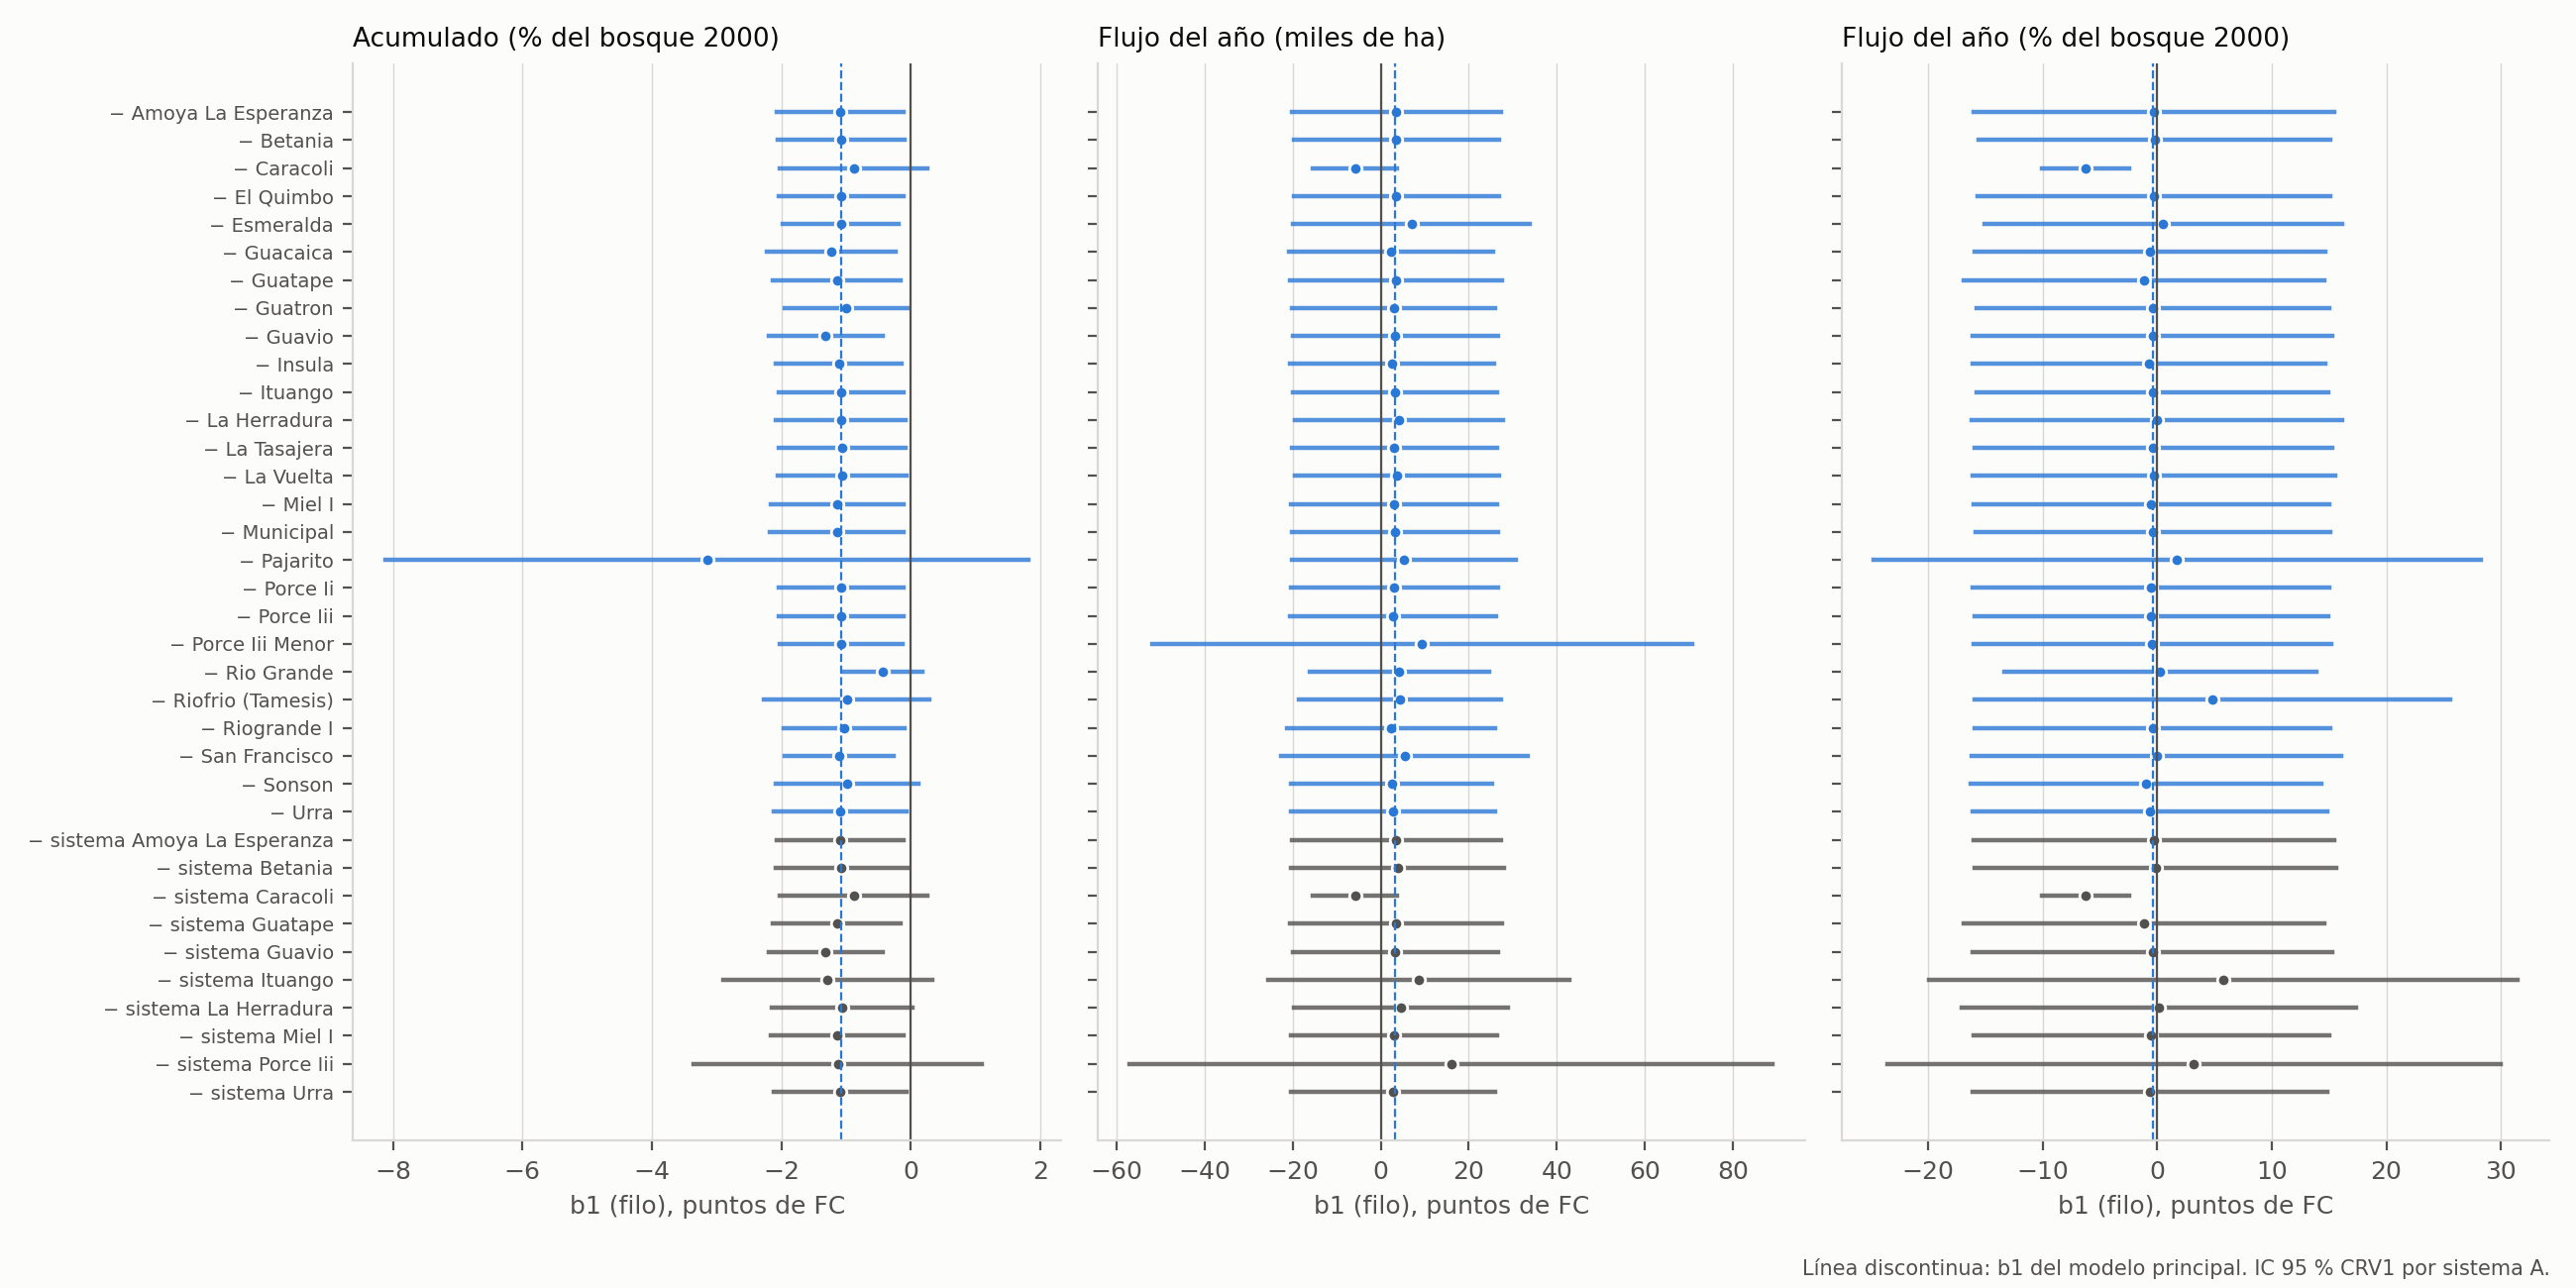 Acumulado (% del bosque 2000)
Flujo del año (miles de ha)
Flujo del año (% del bosque 2000)
− Amoya La Esperanza
− Betania
− Caracoli
− El Quimbo
− Esmeralda
− Guacaica
− Guatape
− Guatron
− Guavio
− Insula
− Ituango
− La Herradura
− La Tasajera
− La Vuelta
− Miel I
− Municipal
− Pajarito
− Porce Ii
− Porce Iii
− Porce Iii Menor
− Rio Grande
− Riofrio (Tamesis)
− Riogrande I
− San Francisco
− Sonson
− Urra
− sistema Amoya La Esperanza
− sistema Betania
− sistema Caracoli
− sistema Guatape
− sistema Guavio
− sistema Ituango
− sistema La Herradura
− sistema Miel I
− sistema Porce Iii
− sistema Urra
−8 −6 −4 −2 0 2
−60 −40 −20 0 20 40 60 80
−20 −10 0 10 20 30
b1 (filo), puntos de FC
b1 (filo), puntos de FC
b1 (filo), puntos de FC
Línea discontinua: b1 del modelo principal. IC 95 % CRV1 por sistema A.